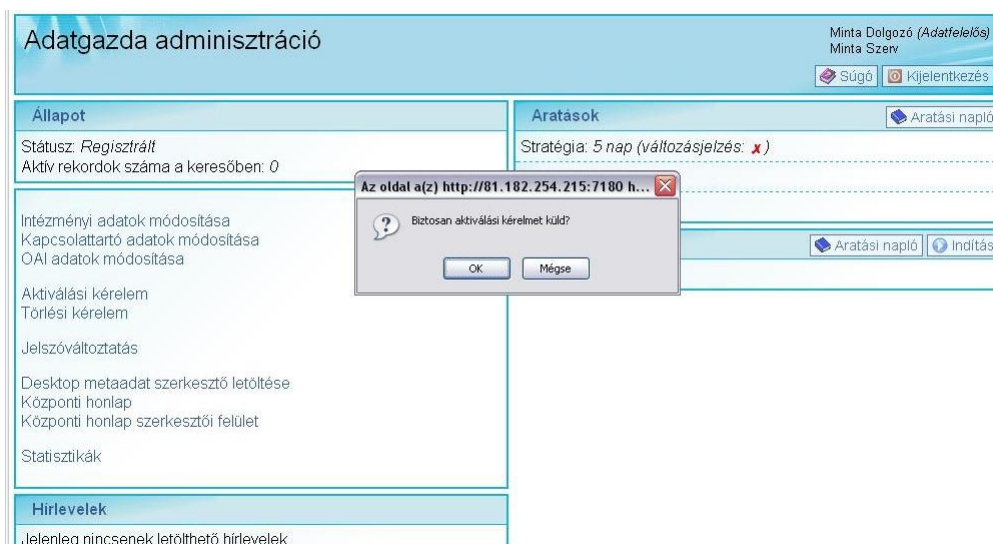 Adatgazda adminisztráció
Minta Dolgozó (Adatfelelős)
Minta Szerv
Súgó
Kijelentkezés
Állapot
Státusz: Regisztrált
Aktív rekordok száma a keresőben: 0
Aratások
Aratási napló
Stratégia: 5 nap (változásjelzés: x)
Az oldal a(z) http://81.182.254.215:7180 h...
Biztosan aktiválási kérelmet küld?
OK
Mégse
Aratási napló
Indítás
Intézményi adatok módosítása
Kapcsolattartó adatok módosítása
OAI adatok módosítása
Aktiválási kérelem
Törlési kérelem
Jelszóváltoztatás
Desktop metaadat szerkesztő letöltése
Központi honlap
Központi honlap szerkesztői felület
Statisztikák
Hírlevelek
Jelenleg nincsenek letölthető hírlevelek